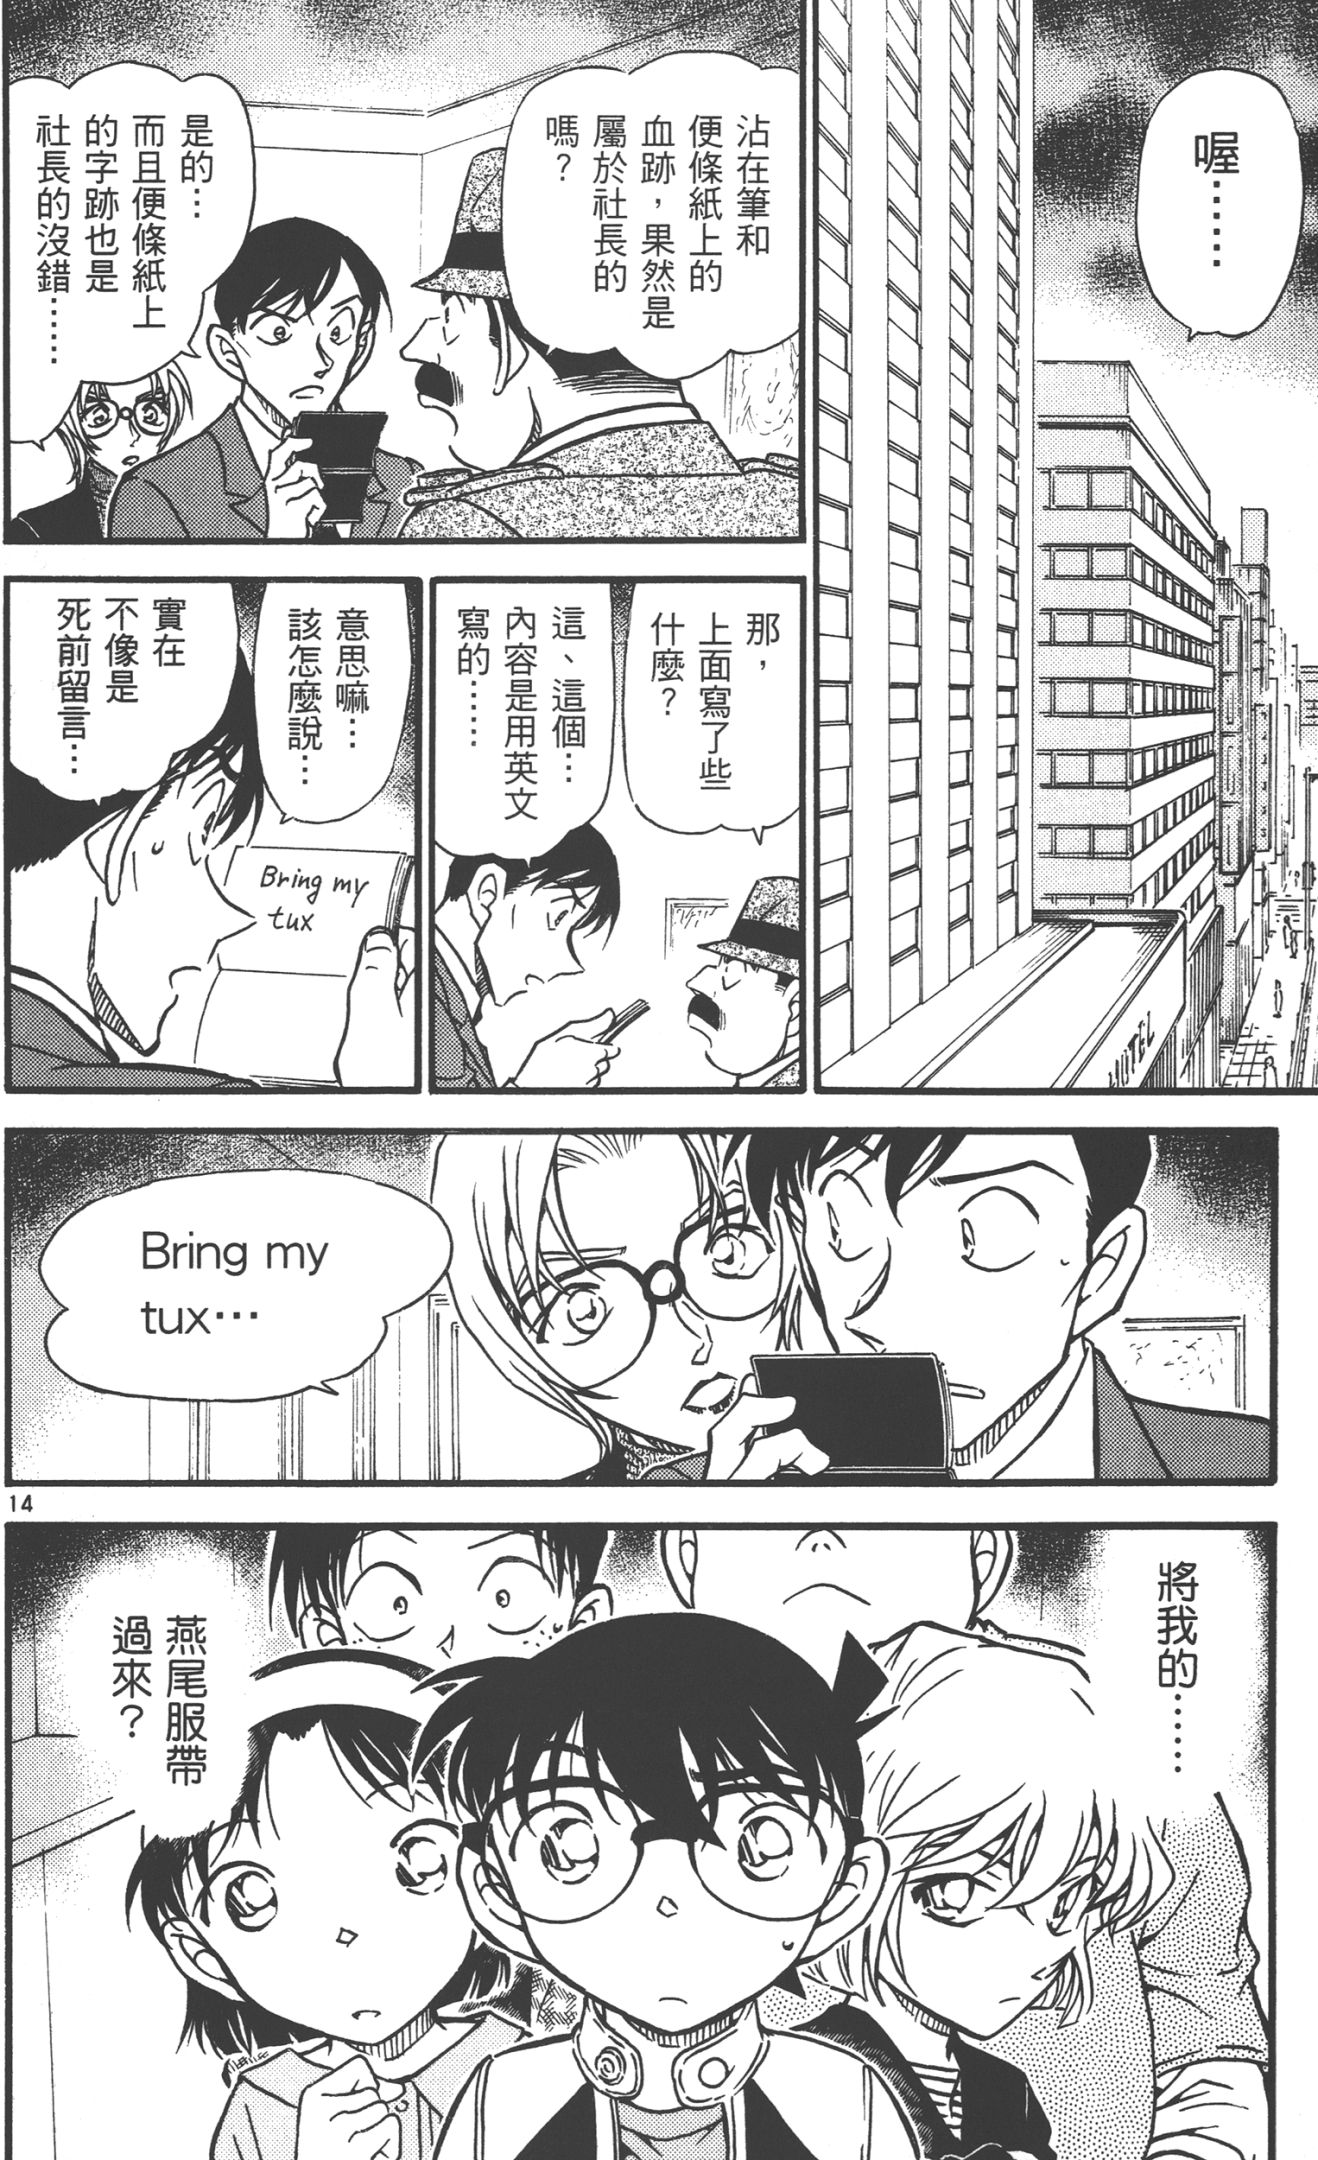 喔……
HOTEL
沾在筆和
便條紙上的
血跡，果然是
屬於社長的
嗎？
是的…
而且便條紙上
的字跡也是
社長的沒錯……
那，
上面寫了些
什麼？
這、這個…
內容是用英文
寫的……
意思嘛…
該怎麼說…
Bring my
tux
實在
不像是
死前留言…
Bring my
tux…
14
將我的……
燕尾服帶
過來？